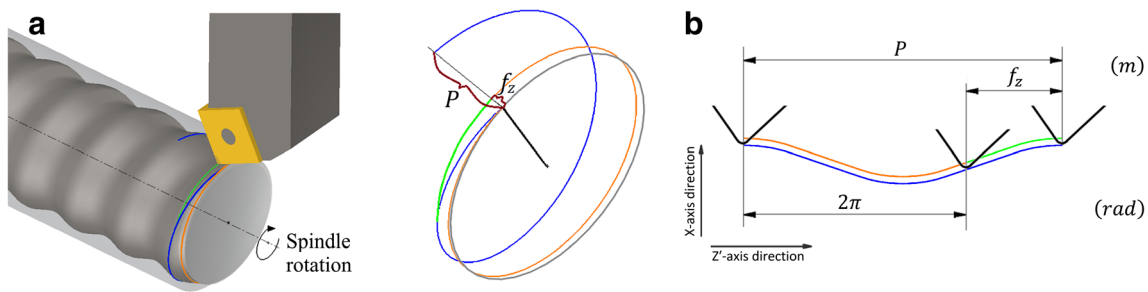 a
Spindle
rotation
P
f_z
b
P
(m)
f_z
2π
(rad)
X-axis direction
Z'-axis direction